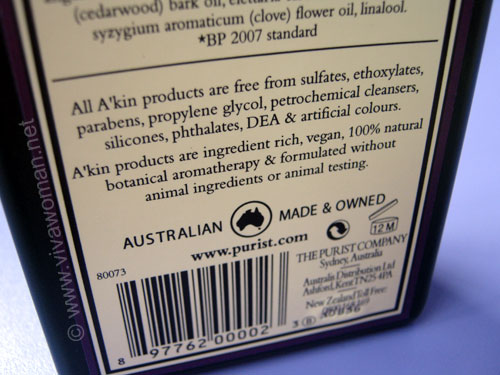 (cedarwood) bark oil,
syzygium aromaticum (clove) flower oil, linalool.
*BP 2007 standard
All A'kin products are free from sulfates, ethoxylates,
parabens, propylene glycol, petrochemical cleansers,
silicones, phthalates, DEA & artificial colours.
A'kin products are ingredient rich, vegan, 100% natural
botanical aromatherapy & formulated without
animal ingredients or animal testing.
AUSTRALIAN MADE & OWNED
www.purist.com
12 M
THE PURIST COMPANY
Sydney, Australia
Australis Distribution Ltd
Ashford, Kent TN25 4PA
New Zealand Toll Free:
80073
8 97762 00002 3
© www.vivawoman.net